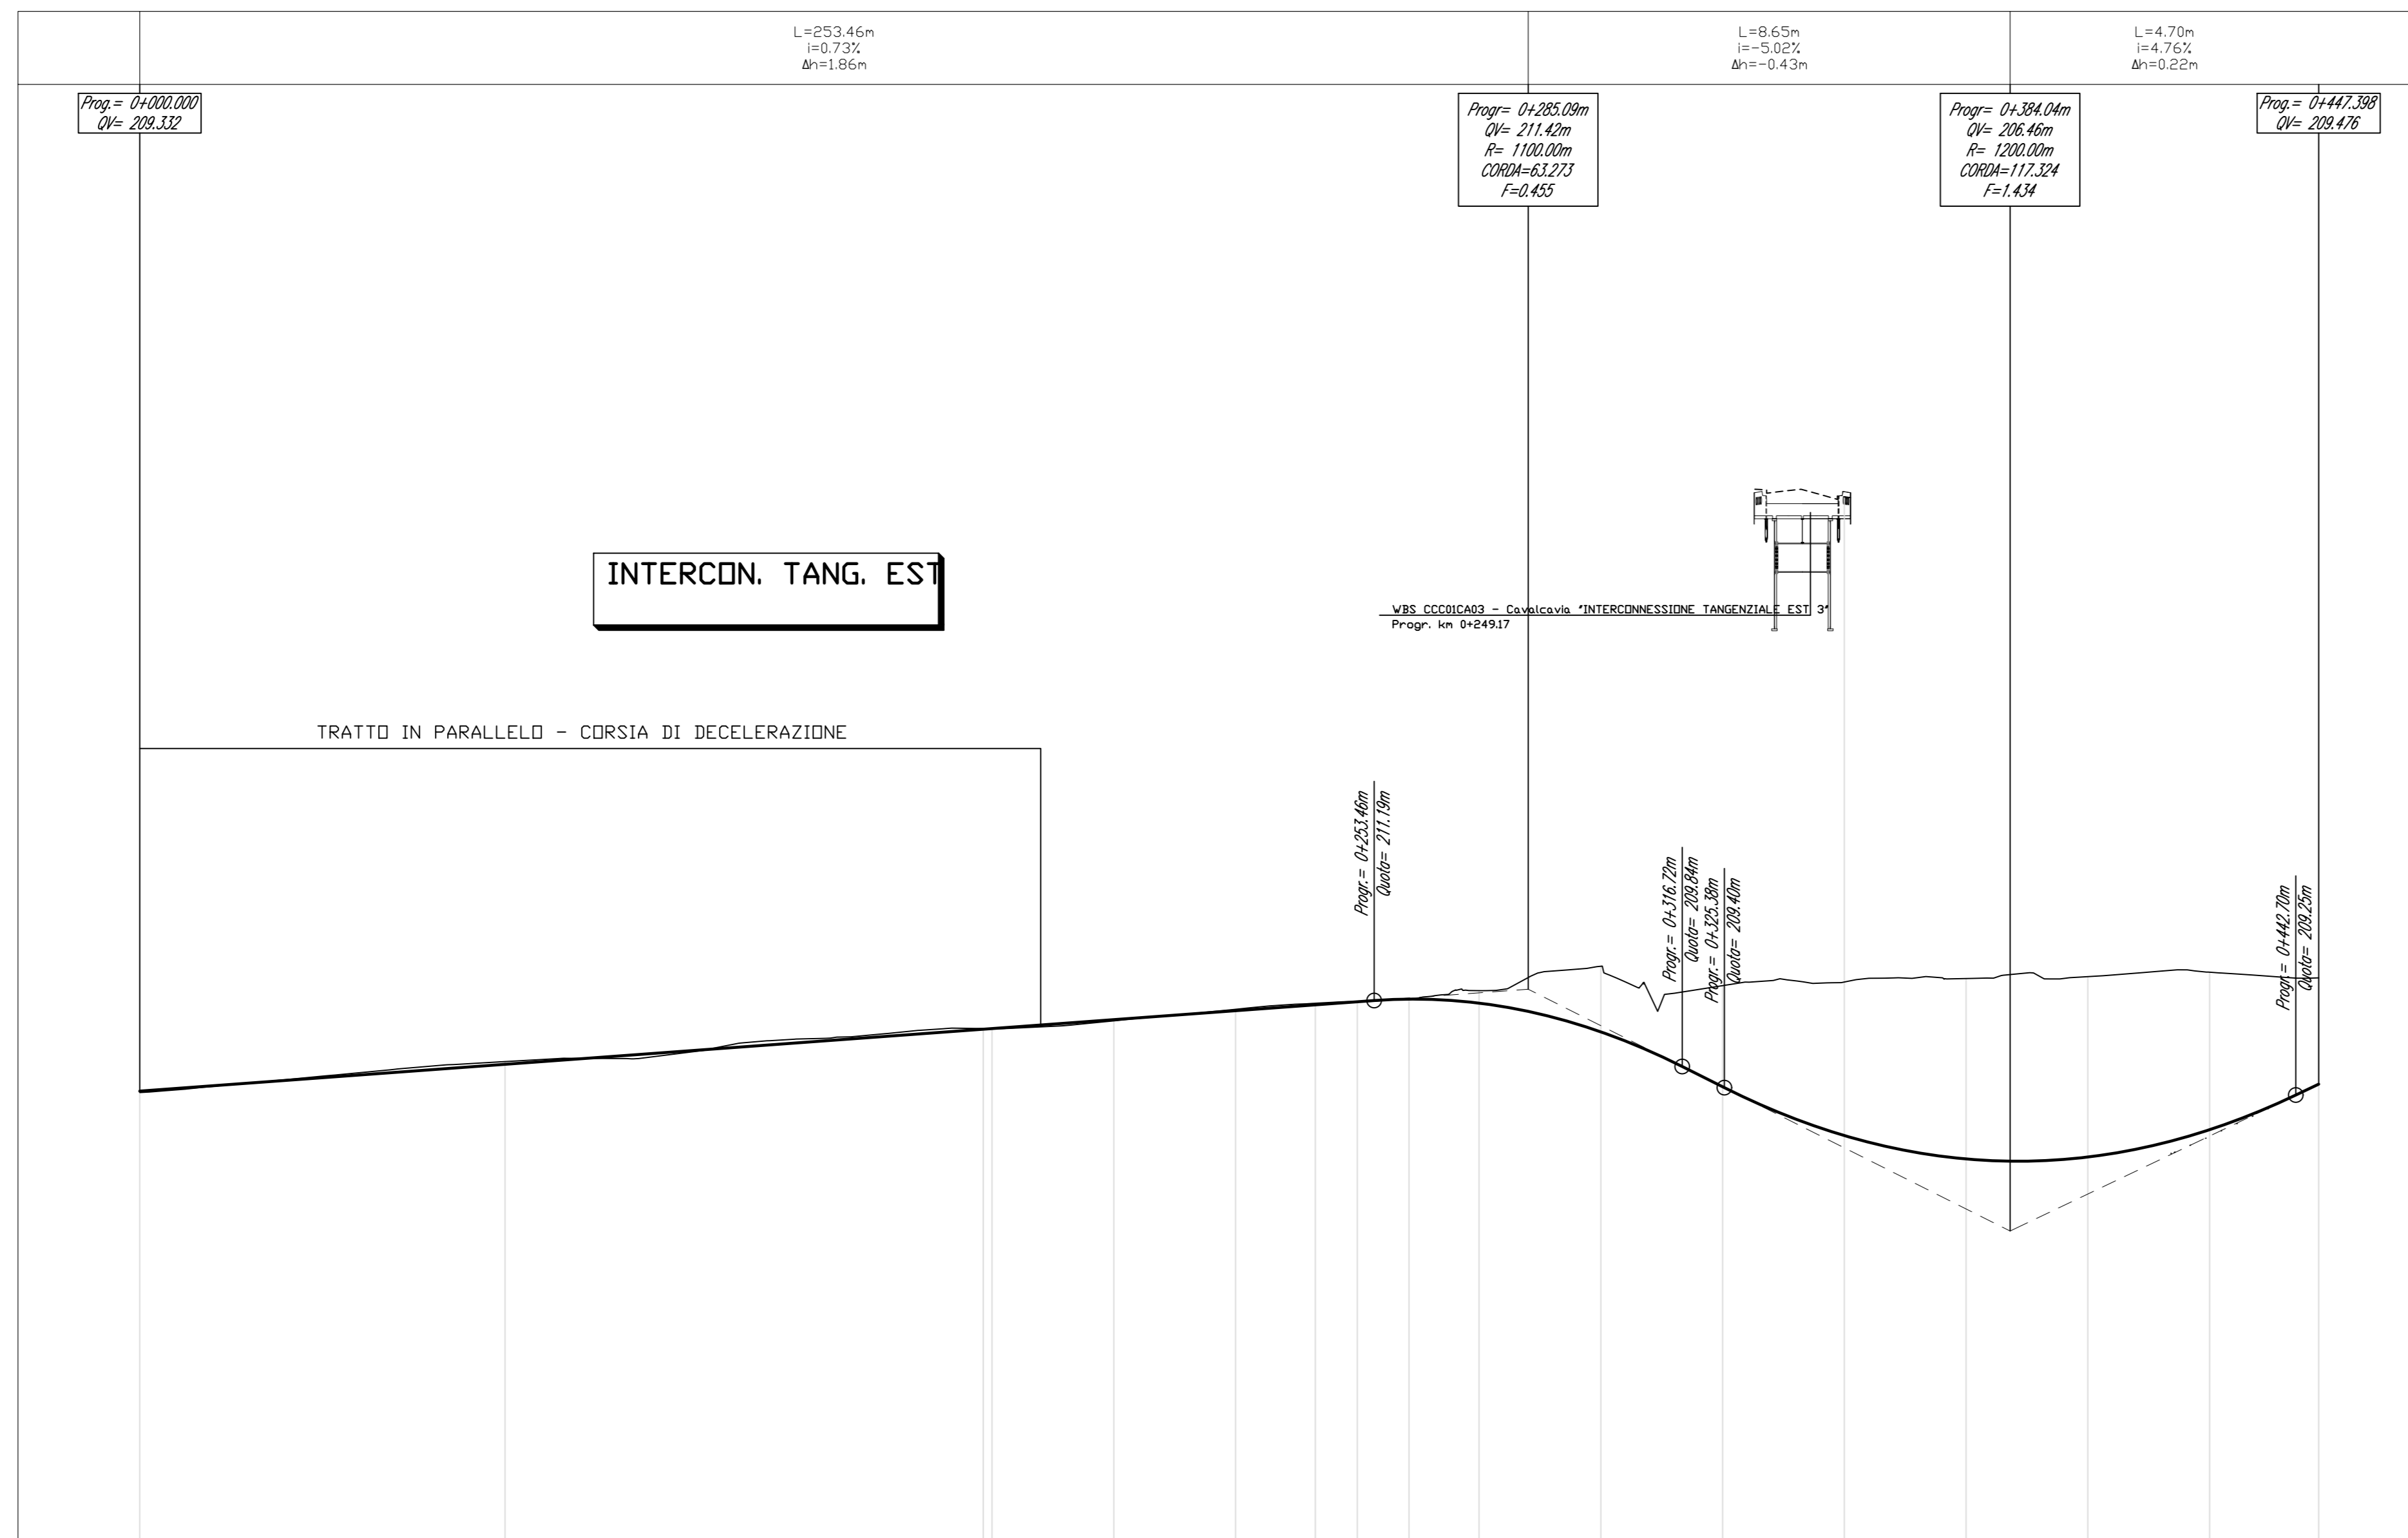 L=253.46m
i=0.73%
Δh=1.86m
L=8.65m
i=-5.02%
Δh=-0.43m
L=4.70m
i=4.76%
Δh=0.22m
Prog.= 0+000.000
QV= 209.332
Progr= 0+285.09m
QV= 211.42m
R= 1100.00m
CORDA=63.273
F=0.455
Progr= 0+384.04m
QV= 206.46m
R= 1200.00m
CORDA=117.324
F=1.434
Prog.= 0+447.398
QV= 209.476
INTERCON. TANG. EST
WBS CCC01CA03 - Cavalcavia "INTERCONNESSIONE TANGENZIALE EST 3"
Progr. km 0+249.17
TRATTO IN PARALLELO - CORSIA DI DECELERAZIONE
Progr.= 0+253.46m
Quota= 211.19m
Progr.= 0+316.72m
Quota= 209.84m
Progr.= 0+325.38m
Quota= 209.40m
Progr.= 0+442.70m
Quota= 209.25m